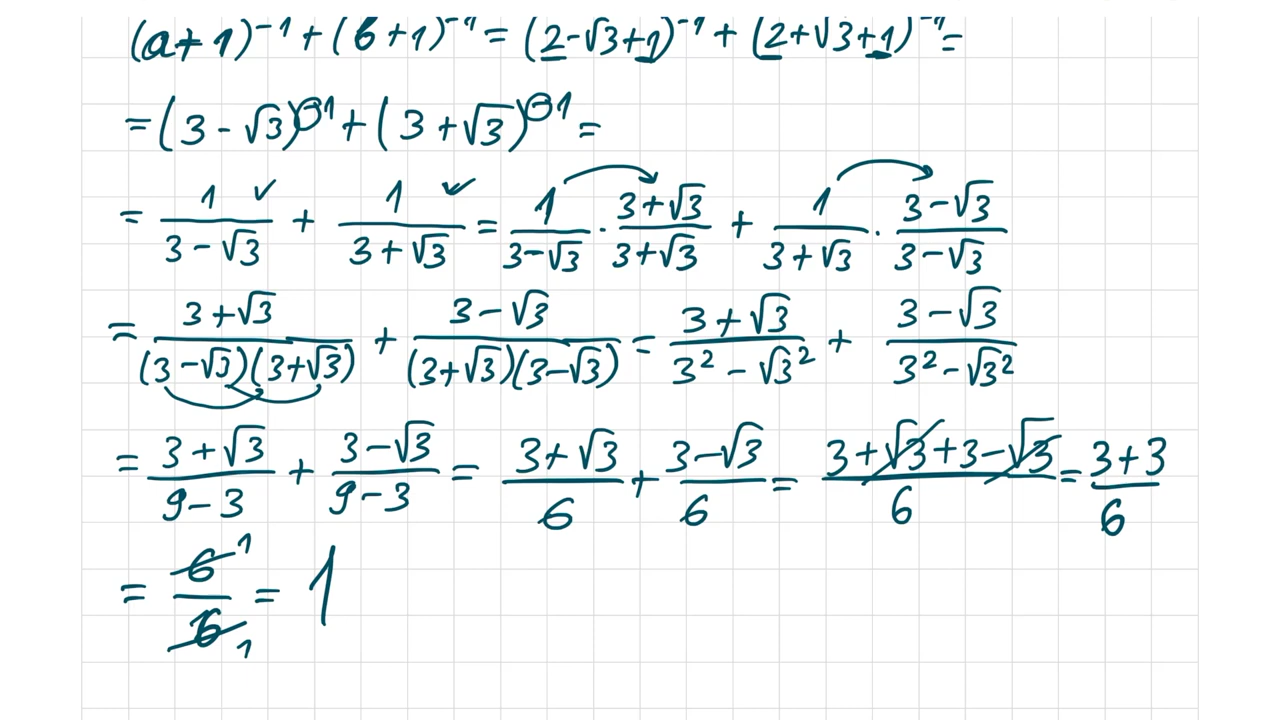 (a+1)⁻¹ + (b+1)⁻¹ = (2-√3+1)⁻¹ + (2+√3+1)⁻¹ =
= (3-√3)⁻¹ + (3+√3)⁻¹ =
= 1/(3-√3) ✓ + 1/(3+√3) ✓ = 1/(3-√3) · (3+√3)/(3+√3) + 1/(3+√3) · (3-√3)/(3-√3)
= (3+√3)/((3-√3)(3+√3)) + (3-√3)/((3+√3)(3-√3)) = (3+√3)/(3²-√3²) + (3-√3)/(3²-√3²)
= (3+√3)/(9-3) + (3-√3)/(9-3) = (3+√3)/6 + (3-√3)/6 = (3+√3+3-√3)/6 = (3+3)/6
= 6 1/6 1 = 1